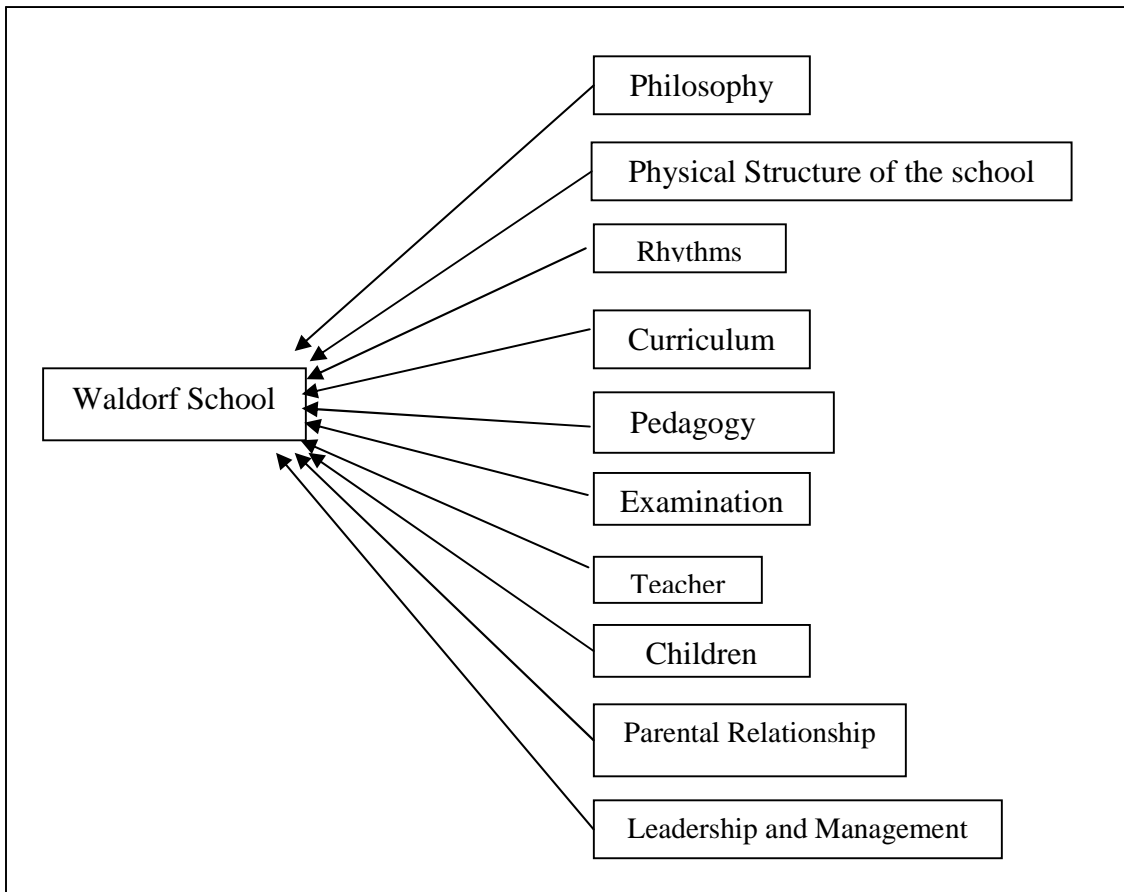 Philosophy
Physical Structure of the school
Rhythms
Curriculum
Waldorf School
Pedagogy
Examination
Teacher
Children
Parental Relationship
Leadership and Management